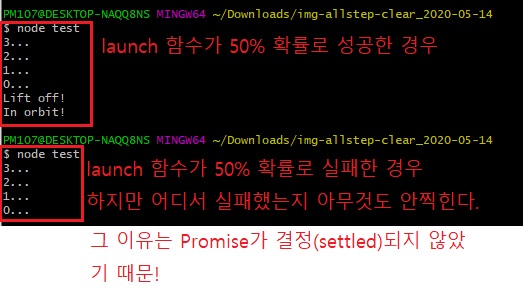 PM107@DESKTOP-NAQQ8NS MINGW64 ~/Downloads/img-allstep-clear_2020-05-14
$ node test
3...
2...
1...
0...
Lift off!
In orbit!
launch 함수가 50% 확률로 성공한 경우
PM107@DESKTOP-NAQQ8NS MINGW64 ~/Downloads/img-allstep-clear_2020-05-14
$ node test
3...
2...
1...
0...
launch 함수가 50% 확률로 실패한 경우
하지만 어디서 실패했는지 아무것도 안찍힌다.
그 이유는 Promise가 결정(settled)되지 않았
기 때문!